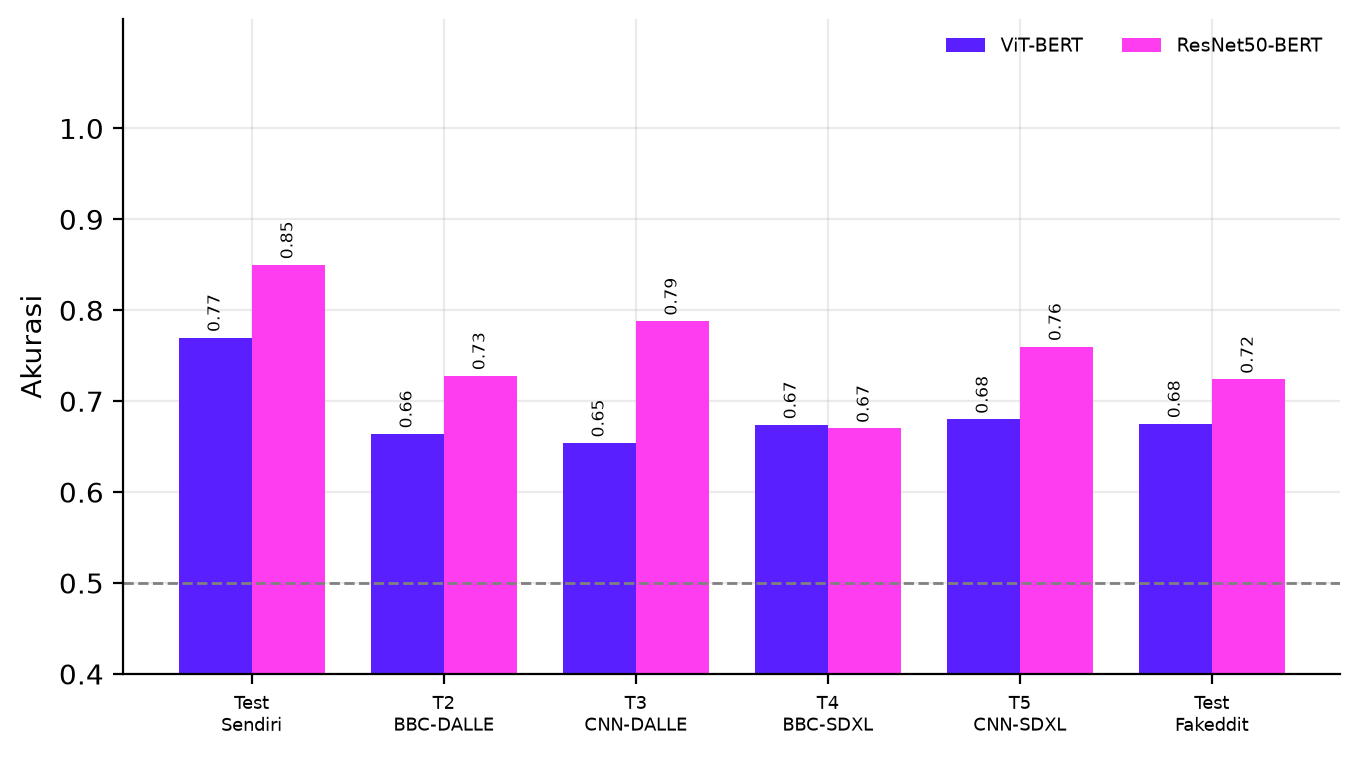 ViT-BERT
ResNet50-BERT
Akurasi
1.0
0.9
0.8
0.7
0.6
0.5
0.4
0.77
0.85
0.66
0.73
0.65
0.79
0.67
0.67
0.68
0.76
0.68
0.72
Test
Sendiri
T2
BBC-DALLE
T3
CNN-DALLE
T4
BBC-SDXL
T5
CNN-SDXL
Test
Fakeddit